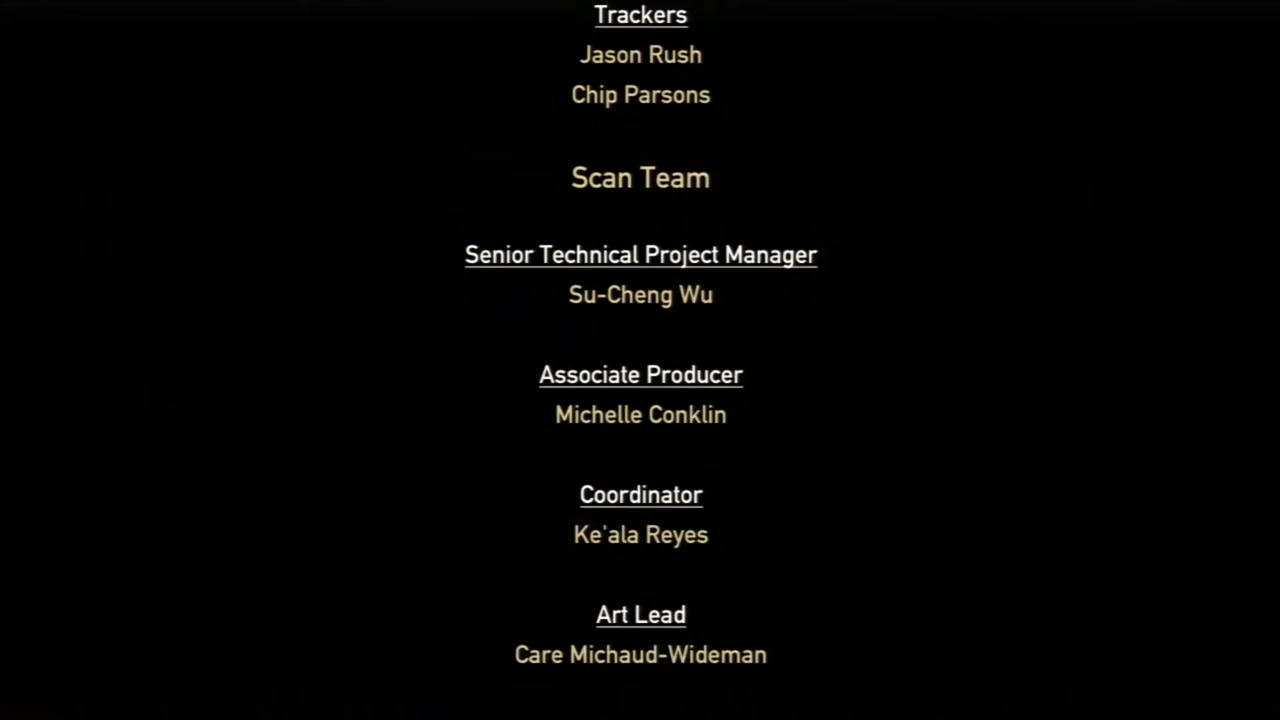 Trackers
Jason Rush
Chip Parsons
Scan Team
Senior Technical Project Manager
Su-Cheng Wu
Associate Producer
Michelle Conklin
Coordinator
Ke'ala Reyes
Art Lead
Care Michaud-Wideman